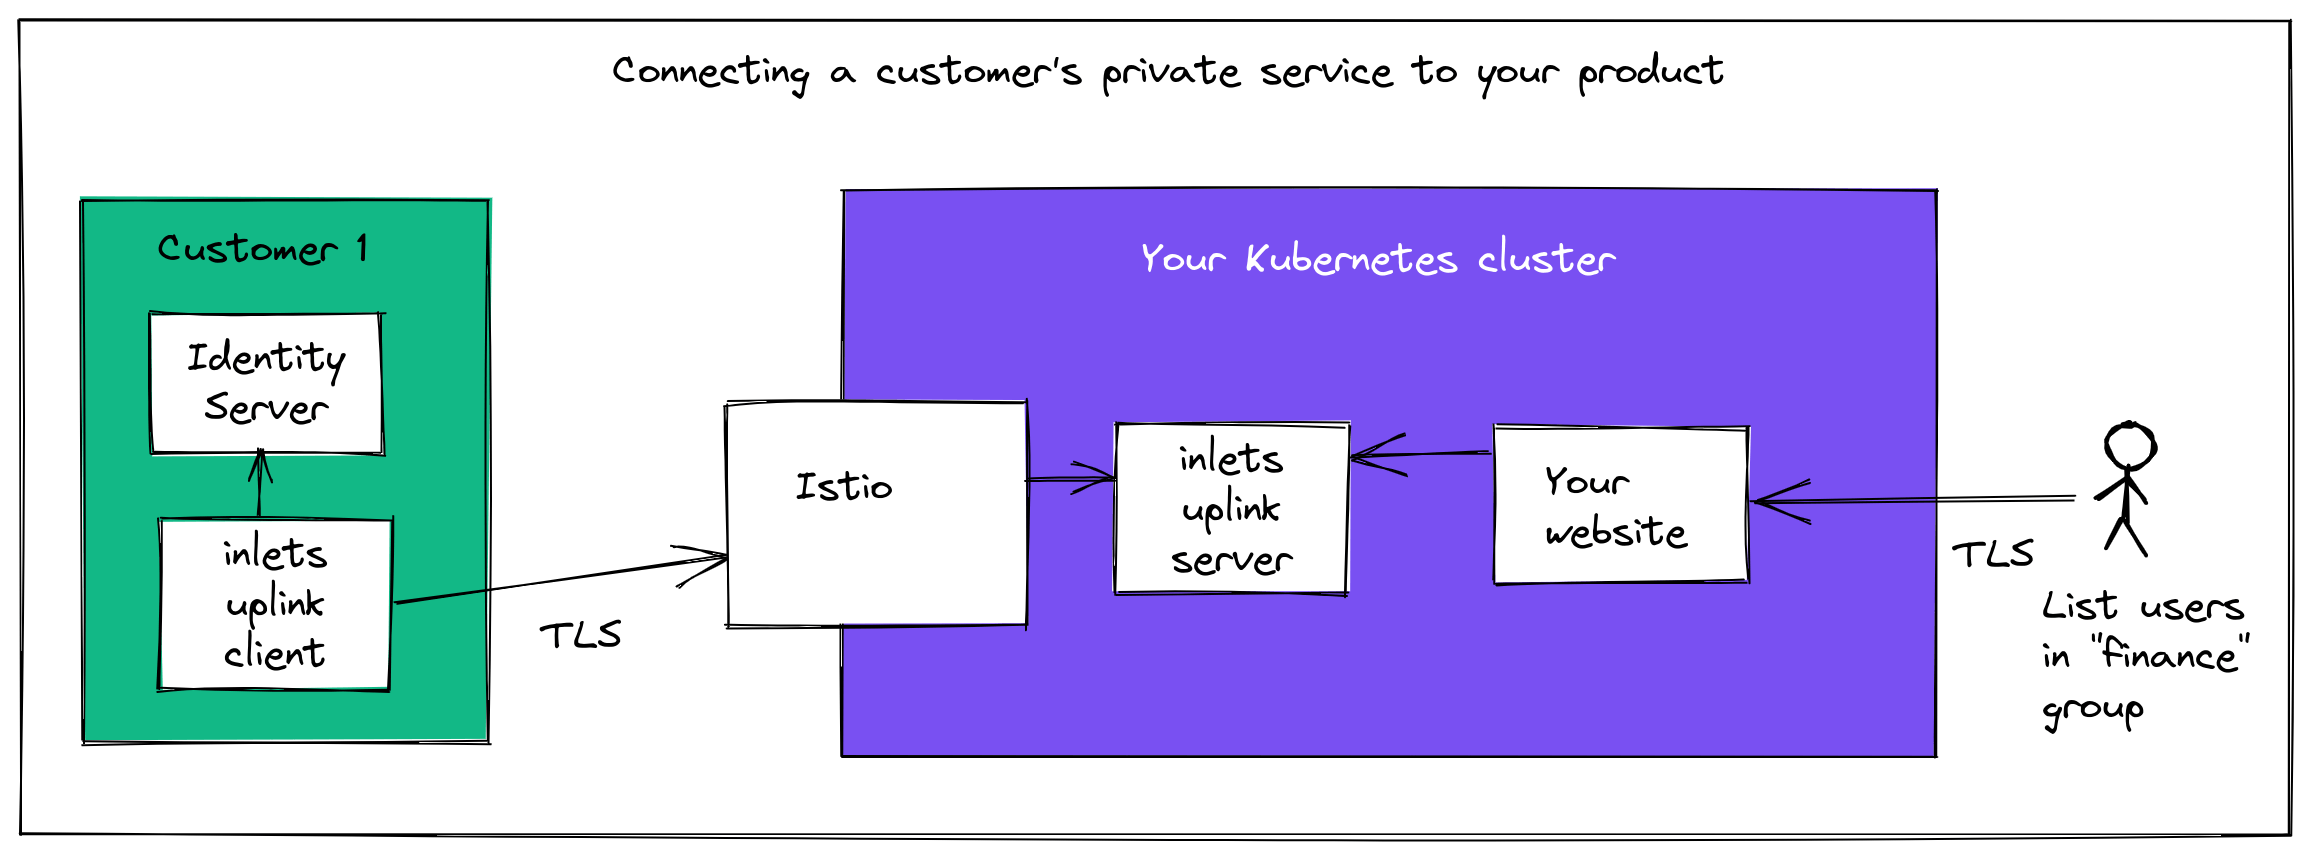 Connecting a customer's private service to your product
Customer 1
Identity
Server
inlets
uplink
client
TLS
Your Kubernetes cluster
Istio
inlets
uplink
server
Your
website
TLS
List users
in "finance"
group